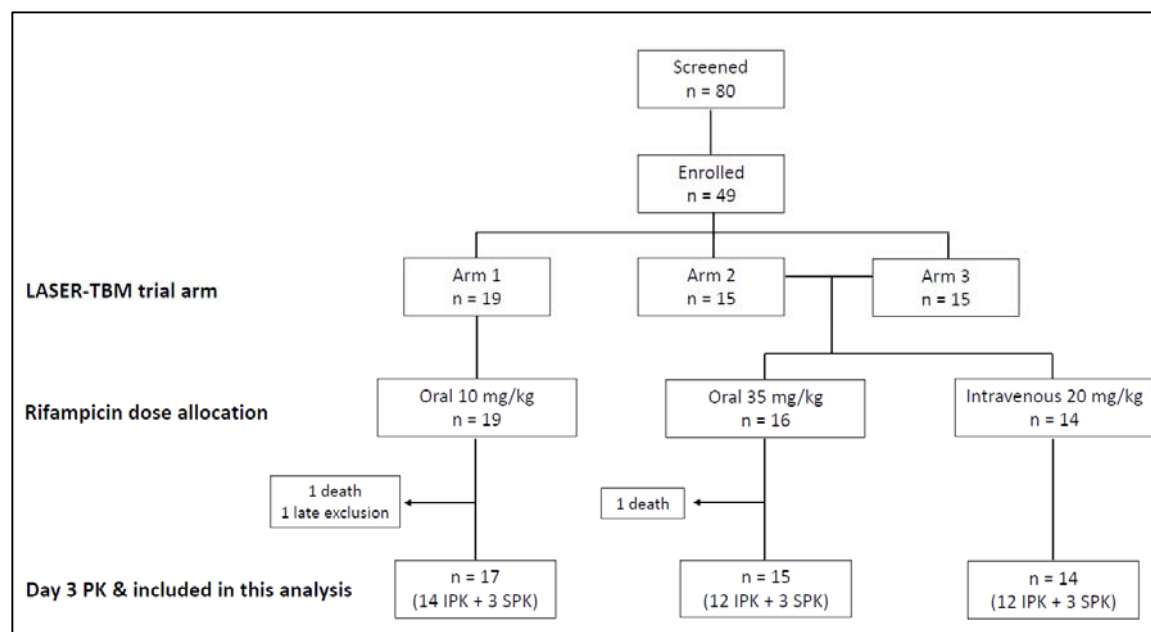 Screened
n = 80
Enrolled
n = 49
LASER-TBM trial arm
Arm 1
n = 19
Arm 2
n = 15
Arm 3
n = 15
Rifampicin dose allocation
Oral 10 mg/kg
n = 19
Oral 35 mg/kg
n = 16
Intravenous 20 mg/kg
n = 14
1 death
1 late exclusion
1 death
Day 3 PK & included in this analysis
n = 17
(14 IPK + 3 SPK)
n = 15
(12 IPK + 3 SPK)
n = 14
(12 IPK + 3 SPK)